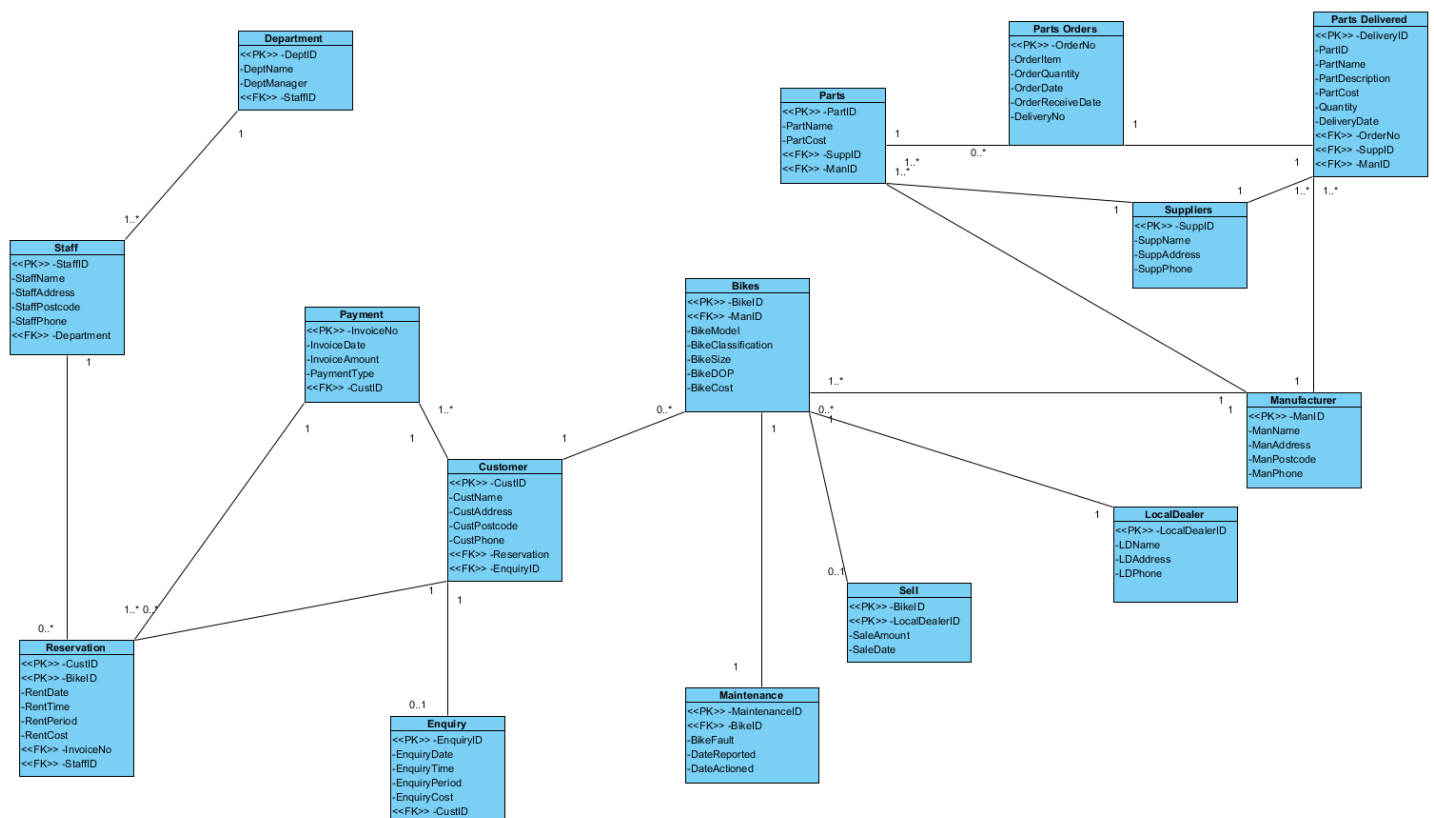 Department
<<PK>> -DeptID
-DeptName
-DeptManager
<<FK>> -StaffID
1
1..*
Staff
<<PK>> -StaffID
-StaffName
-StaffAddress
-StaffPostcode
-StaffPhone
<<FK>> -Department
1
0..*
Payment
<<PK>> -InvoiceNo
-InvoiceDate
-InvoiceAmount
-PaymentType
<<FK>> -CustID
1
1..*
1
Customer
<<PK>> -CustID
-CustName
-CustAddress
-CustPostcode
-CustPhone
<<FK>> -Reservation
<<FK>> -EnquiryID
1
1
1
0..*
1..* 0..*
Reservation
<<PK>> -CustID
<<PK>> -BikeID
-RentDate
-RentTime
-RentPeriod
-RentCost
<<FK>> -InvoiceNo
<<FK>> -StaffID
0..1
Enquiry
<<PK>> -EnquiryID
-EnquiryDate
-EnquiryTime
-EnquiryPeriod
-EnquiryCost
<<FK>> -CustID
Bikes
<<PK>> -BikeID
<<FK>> -ManID
-BikeModel
-BikeClassification
-BikeSize
-BikeDOP
-BikeCost
1..*
0..*
1
1
1
Maintenance
<<PK>> -MaintenanceID
<<FK>> -BikeID
-BikeFault
-DateReported
-DateActioned
0..1
Sell
<<PK>> -BikeID
<<PK>> -LocalDealerID
-SaleAmount
-SaleDate
1
LocalDealer
<<PK>> -LocalDealerID
-LDName
-LDAddress
-LDPhone
Parts
<<PK>> -PartID
-PartName
-PartCost
<<FK>> -SuppID
<<FK>> -ManID
1
1..*
1..*
0..*
Parts Orders
<<PK>> -OrderNo
-OrderItem
-OrderQuantity
-OrderDate
-OrderReceiveDate
-DeliveryNo
1
1
Parts Delivered
<<PK>> -DeliveryID
-PartID
-PartName
-PartDescription
-PartCost
-Quantity
-DeliveryDate
<<FK>> -OrderNo
<<FK>> -SuppID
<<FK>> -ManID
1..*
1..*
1
1
Suppliers
<<PK>> -SuppID
-SuppName
-SuppAddress
-SuppPhone
1
1
1
Manufacturer
<<PK>> -ManID
-ManName
-ManAddress
-ManPostcode
-ManPhone